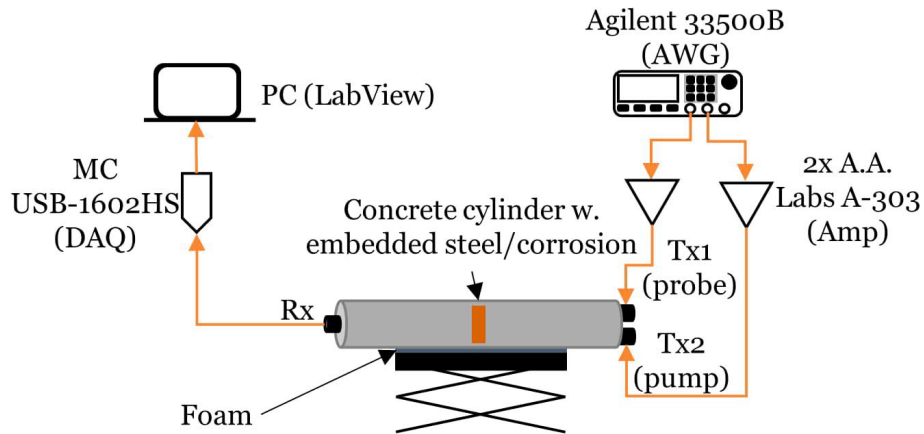 Agilent 33500B
(AWG)
PC (LabView)
MC
USB-1602HS
(DAQ)
2x A.A.
Labs A-303
(Amp)
Concrete cylinder w.
embedded steel/corrosion
Tx1
(probe)
Rx
Tx2
(pump)
Foam